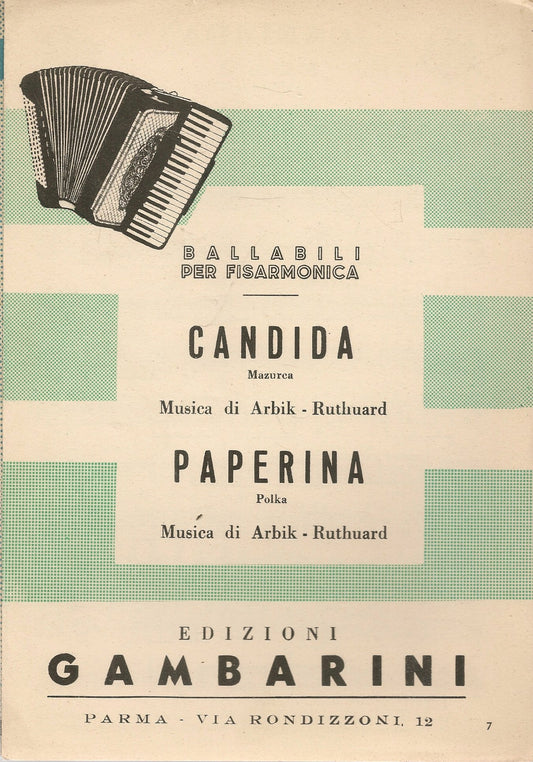 BALLABILI
PER FISARMONICA
CANDIDA
Mazurca
Musica di Arbik - Ruthuard
PAPERINA
Polka
Musica di Arbik - Ruthuard
EDIZIONI
GAMBARINI
PARMA - VIA RONDIZZONI, 12
7